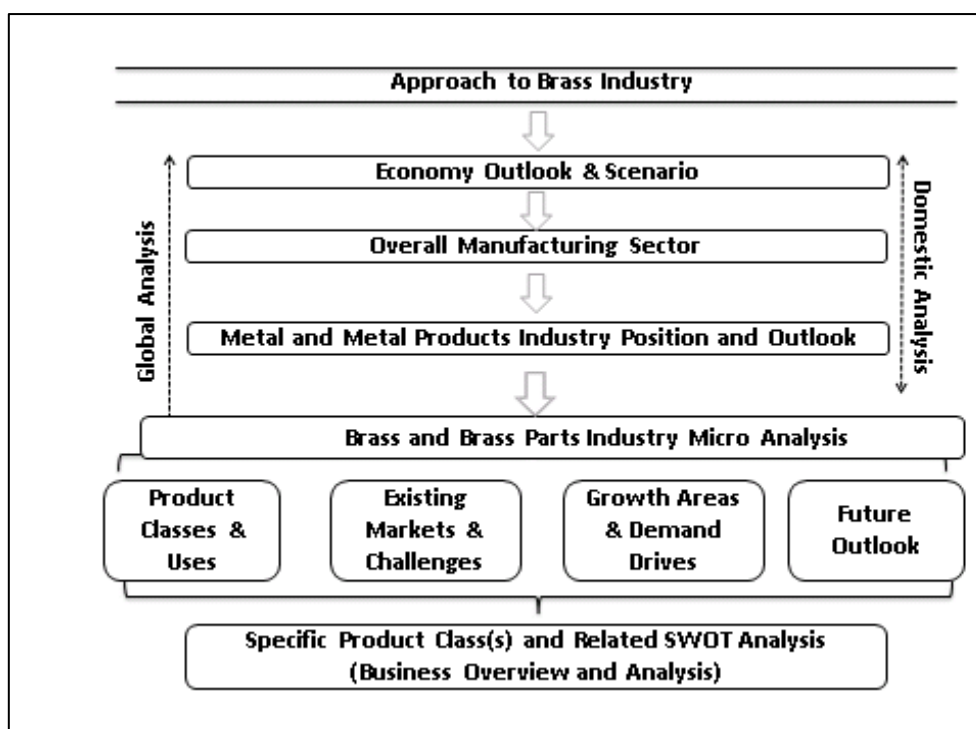 Approach to Brass Industry
Economy Outlook & Scenario
Overall Manufacturing Sector
Metal and Metal Products Industry Position and Outlook
Global Analysis
Domestic Analysis
Brass and Brass Parts Industry Micro Analysis
Product
Classes &
Uses
Existing
Markets &
Challenges
Growth Areas
& Demand
Drives
Future
Outlook
Specific Product Class(s) and Related SWOT Analysis
(Business Overview and Analysis)